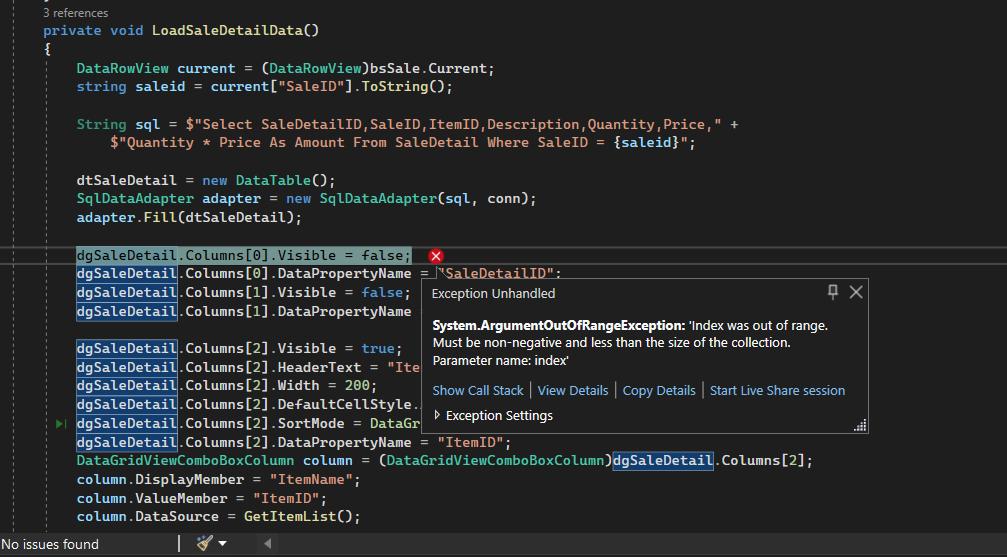 3 references
private void LoadSaleDetailData()
{
DataRowView current = (DataRowView)bsSale.Current;
string saleid = current["SaleID"].ToString();
String sql = $"Select SaleDetailID,SaleID,ItemID,Description,Quantity,Price," +
$"Quantity * Price As Amount From SaleDetail Where SaleID = {saleid}";
dtSaleDetail = new DataTable();
SqlDataAdapter adapter = new SqlDataAdapter(sql, conn);
adapter.Fill(dtSaleDetail);
dgSaleDetail.Columns[0].Visible = false;
dgSaleDetail.Columns[0].DataPropertyName = "SaleDetailID";
dgSaleDetail.Columns[1].Visible = false;
dgSaleDetail.Columns[1].DataPropertyName
Exception Unhandled
System.ArgumentOutOfRangeException: 'Index was out of range.
Must be non-negative and less than the size of the collection.
Parameter name: index'
Show Call Stack | View Details | Copy Details | Start Live Share session
Exception Settings
dgSaleDetail.Columns[2].Visible = true;
dgSaleDetail.Columns[2].HeaderText = "Ite
dgSaleDetail.Columns[2].Width = 200;
dgSaleDetail.Columns[2].DefaultCellStyle.
dgSaleDetail.Columns[2].SortMode = DataGr
dgSaleDetail.Columns[2].DataPropertyName = "ItemID";
DataGridViewComboBoxColumn column = (DataGridViewComboBoxColumn)dgSaleDetail.Columns[2];
column.DisplayMember = "ItemName";
column.ValueMember = "ItemID";
column.DataSource = GetItemList();
No issues found